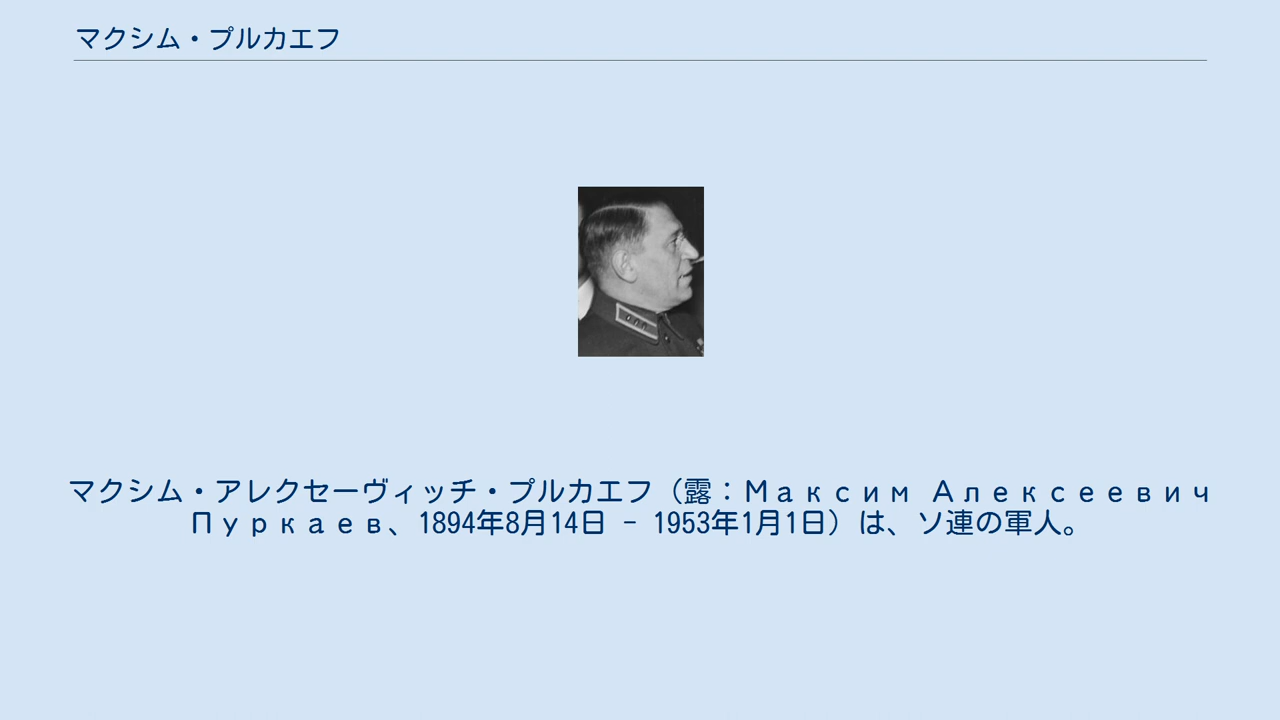 マクシム・プルカエフ
マクシム・アレクセーヴィッチ・プルカエフ（露：Максим Алексеевич
Пуркаев、1894年8月14日 - 1953年1月1日）は、ソ連の軍人。